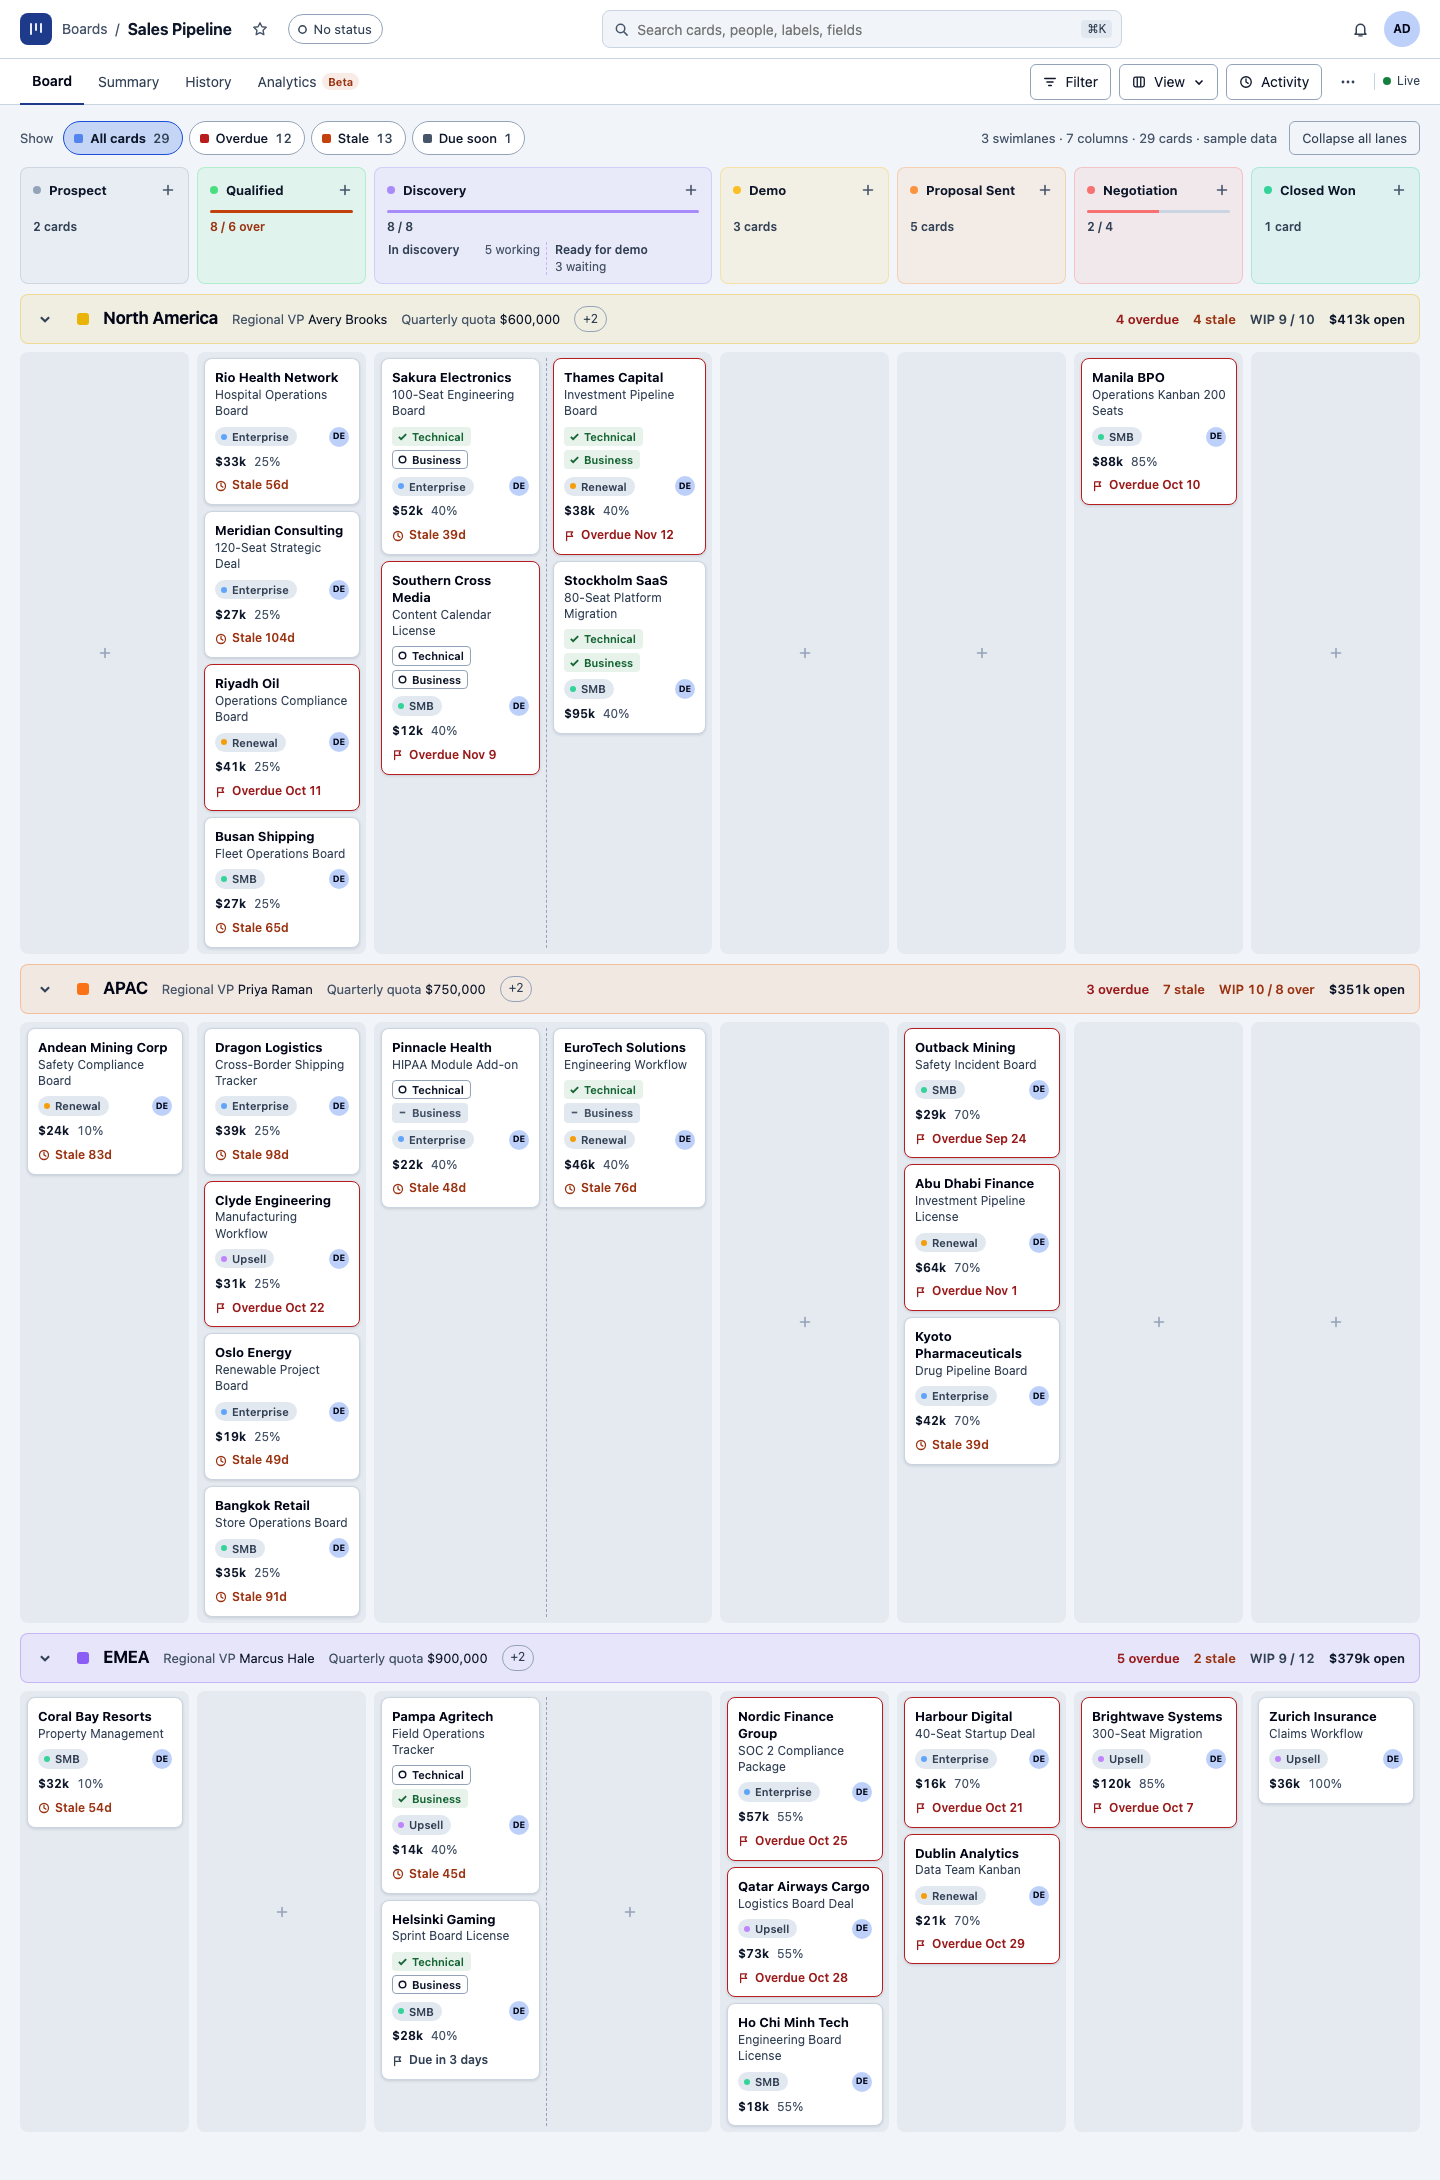 Boards / Sales Pipeline
No status
Search cards, people, labels, fields
⌘K
AD
Board
Summary
History
Analytics Beta
Filter
View
Activity
Live
Show
All cards 29
Overdue 12
Stale 13
Due soon 1
3 swimlanes · 7 columns · 29 cards · sample data
Collapse all lanes
Prospect
2 cards
Qualified
8 / 6 over
Discovery
8 / 8
In discovery
5 working
Ready for demo
3 waiting
Demo
3 cards
Proposal Sent
5 cards
Negotiation
2 / 4
Closed Won
1 card
North America
Regional VP Avery Brooks
Quarterly quota $600,000
+2
4 overdue
4 stale
WIP 9 / 10
$413k open
Rio Health Network
Hospital Operations
Board
Enterprise
DE
$33k 25%
Stale 56d
Meridian Consulting
120-Seat Strategic
Deal
Enterprise
DE
$27k 25%
Stale 104d
Riyadh Oil
Operations Compliance
Board
Renewal
DE
$41k 25%
Overdue Oct 11
Busan Shipping
Fleet Operations Board
SMB
DE
$27k 25%
Stale 65d
Sakura Electronics
100-Seat Engineering
Board
Technical
Business
Enterprise
DE
$52k 40%
Stale 39d
Southern Cross
Media
Content Calendar
License
Technical
Business
SMB
DE
$12k 40%
Overdue Nov 9
Thames Capital
Investment Pipeline
Board
Technical
Business
Renewal
DE
$38k 40%
Overdue Nov 12
Stockholm SaaS
80-Seat Platform
Migration
Technical
Business
SMB
DE
$95k 40%
Manila BPO
Operations Kanban 200
Seats
SMB
DE
$88k 85%
Overdue Oct 10
APAC
Regional VP Priya Raman
Quarterly quota $750,000
+2
3 overdue
7 stale
WIP 10 / 8 over
$351k open
Andean Mining Corp
Safety Compliance
Board
Renewal
DE
$24k 10%
Stale 83d
Dragon Logistics
Cross-Border Shipping
Tracker
Enterprise
DE
$39k 25%
Stale 98d
Clyde Engineering
Manufacturing
Workflow
Upsell
DE
$31k 25%
Overdue Oct 22
Oslo Energy
Renewable Project
Board
Enterprise
DE
$19k 25%
Stale 49d
Bangkok Retail
Store Operations Board
SMB
DE
$35k 25%
Stale 91d
Pinnacle Health
HIPAA Module Add-on
Technical
Business
Enterprise
DE
$22k 40%
Stale 48d
EuroTech Solutions
Engineering Workflow
Technical
Business
Renewal
DE
$46k 40%
Stale 76d
Outback Mining
Safety Incident Board
SMB
DE
$29k 70%
Overdue Sep 24
Abu Dhabi Finance
Investment Pipeline
License
Renewal
DE
$64k 70%
Overdue Nov 1
Kyoto
Pharmaceuticals
Drug Pipeline Board
Enterprise
DE
$42k 70%
Stale 39d
EMEA
Regional VP Marcus Hale
Quarterly quota $900,000
+2
5 overdue
2 stale
WIP 9 / 12
$379k open
Coral Bay Resorts
Property Management
SMB
DE
$32k 10%
Stale 54d
Pampa Agritech
Field Operations
Tracker
Technical
Business
Upsell
DE
$14k 40%
Stale 45d
Helsinki Gaming
Sprint Board License
Technical
Business
SMB
DE
$28k 40%
Due in 3 days
Nordic Finance
Group
SOC 2 Compliance
Package
Enterprise
DE
$57k 55%
Overdue Oct 25
Qatar Airways Cargo
Logistics Board Deal
Upsell
DE
$73k 55%
Overdue Oct 28
Ho Chi Minh Tech
Engineering Board
License
SMB
DE
$18k 55%
Harbour Digital
40-Seat Startup Deal
Enterprise
DE
$16k 70%
Overdue Oct 21
Dublin Analytics
Data Team Kanban
Renewal
DE
$21k 70%
Overdue Oct 29
Brightwave Systems
300-Seat Migration
Upsell
DE
$120k 85%
Overdue Oct 7
Zurich Insurance
Claims Workflow
Upsell
DE
$36k 100%